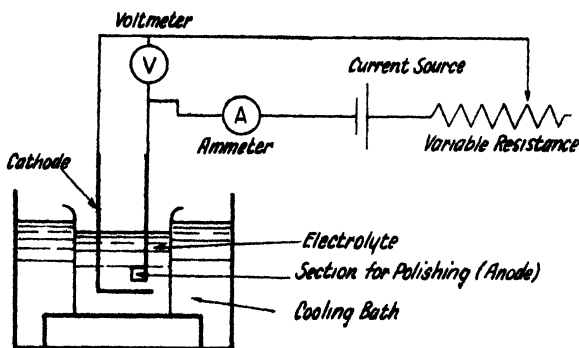 Voltmeter
V
Current Source
A
Ammeter
Variable Resistance
Cathode
Electrolyte
Section for Polishing (Anode)
Cooling Bath